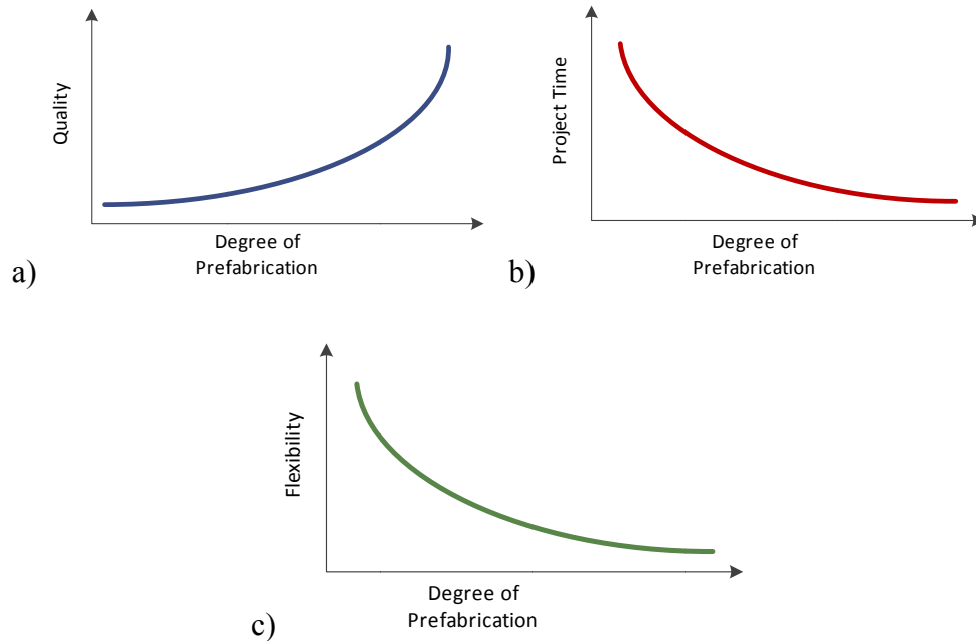 Quality
Degree of
Prefabrication
a)
Project Time
Degree of
Prefabrication
b)
Flexibility
Degree of
Prefabrication
c)